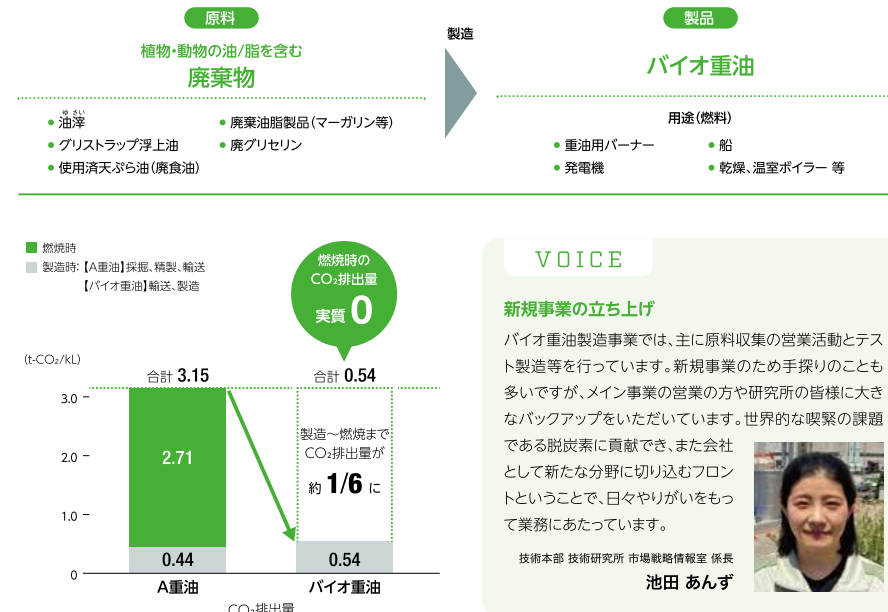 原料
植物・動物の油/脂を含む
廃棄物
ゆ さい
● 油滓
● グリストラップ浮上油
● 使用済天ぷら油（廃食油）
● 廃棄油脂製品（マーガリン等）
● 廃グリセリン
製造
製品
バイオ重油
用途（燃料）
● 重油用バーナー
● 発電機
● 船
● 乾燥、温室ボイラー 等
燃焼時
製造時：【A重油】採掘、精製、輸送
【バイオ重油】輸送、製造
燃焼時の
CO₂排出量
実質 0
（t-CO₂/kL）
合計 3.15
合計 0.54
3.0
2.0
1.0
0
2.71
0.44
製造～燃焼まで
CO₂排出量が
約 1/6 に
0.54
A重油
バイオ重油
CO₂排出量
VOICE
新規事業の立ち上げ
バイオ重油製造事業では、主に原料収集の営業活動とテス
ト製造等を行っています。新規事業のため手探りのことも
多いですが、メイン事業の営業の方や研究所の皆様に大き
なバックアップをいただいています。世界的な喫緊の課題
である脱炭素に貢献でき、また会社
として新たな分野に切り込むフロン
トということで、日々やりがいをもっ
て業務にあたっています。
技術本部 技術研究所 市場戦略情報室 係長
池田 あんず